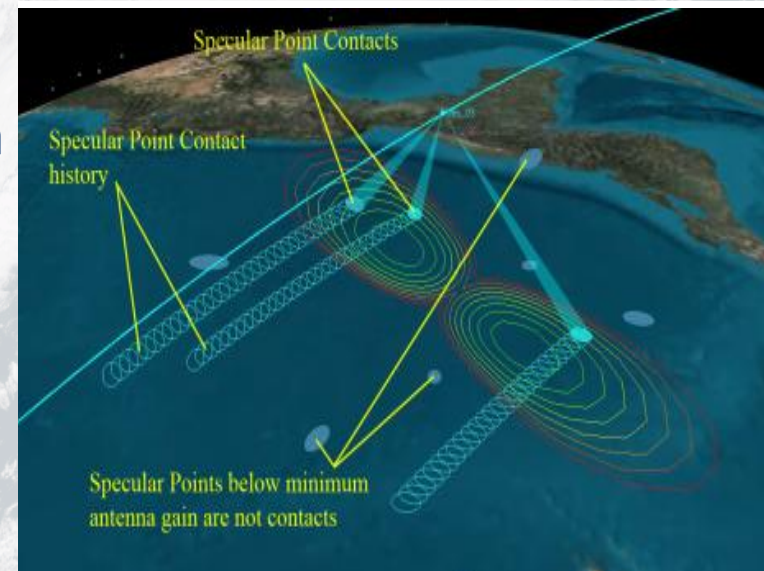 Specular Point Contacts
Specular Point Contact
history
Specular Points below minimum
antenna gain are not contacts